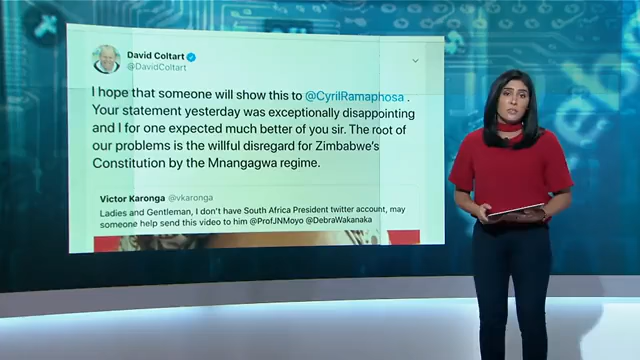 David Coltart
@DavidColtart
I hope that someone will show this to @CyrilRamaphosa .
Your statement yesterday was exceptionally disappointing
and I for one expected much better of you sir. The root of
our problems is the willful disregard for Zimbabwe's
Constitution by the Mnangagwa regime.
Victor Karonga @vkaronga
Ladies and Gentleman, I don't have South Africa President twitter account, may
someone help send this video to him @ProfJNMoyo @DebraWakanaka